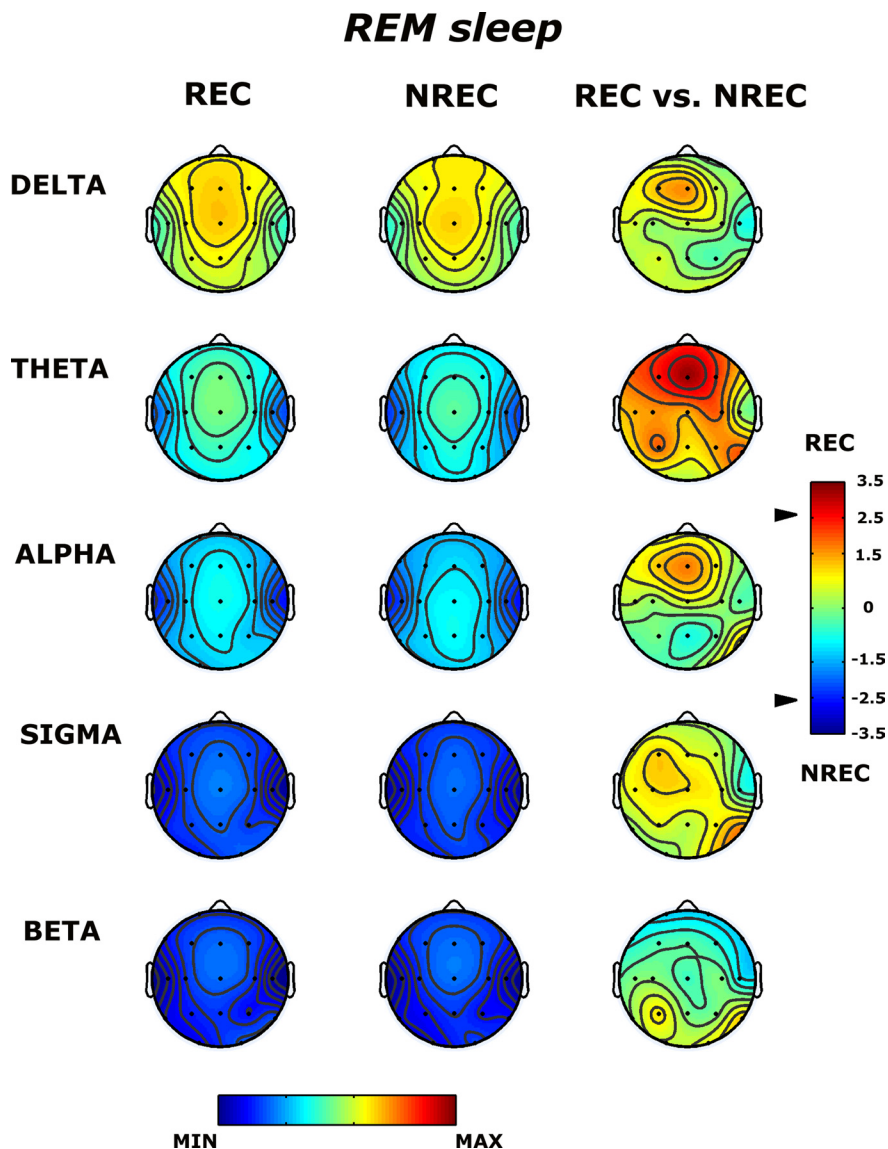 REM sleep
REC NREC REC vs. NREC
DELTA
THETA
REC
3.5
2.5
ALPHA
1.5
0
-1.5
-2.5
-3.5
SIGMA
NREC
BETA
MIN MAX